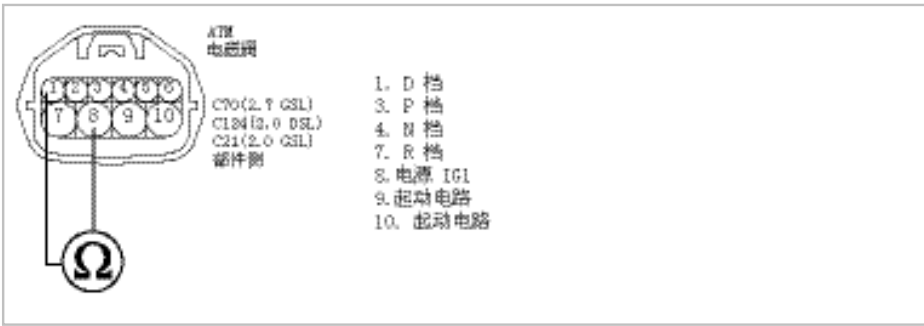 ATM
电磁阀
1 2 3 4 5 6
7 8 9 10
C70(2.7 GSL)
C124(2.0 DSL)
C21(2.0 GSL)
部件侧
1. D 档
3. P 档
4. N 档
7. R 档
8. 电源 IG1
9. 起动电路
10. 起动电路
Ω